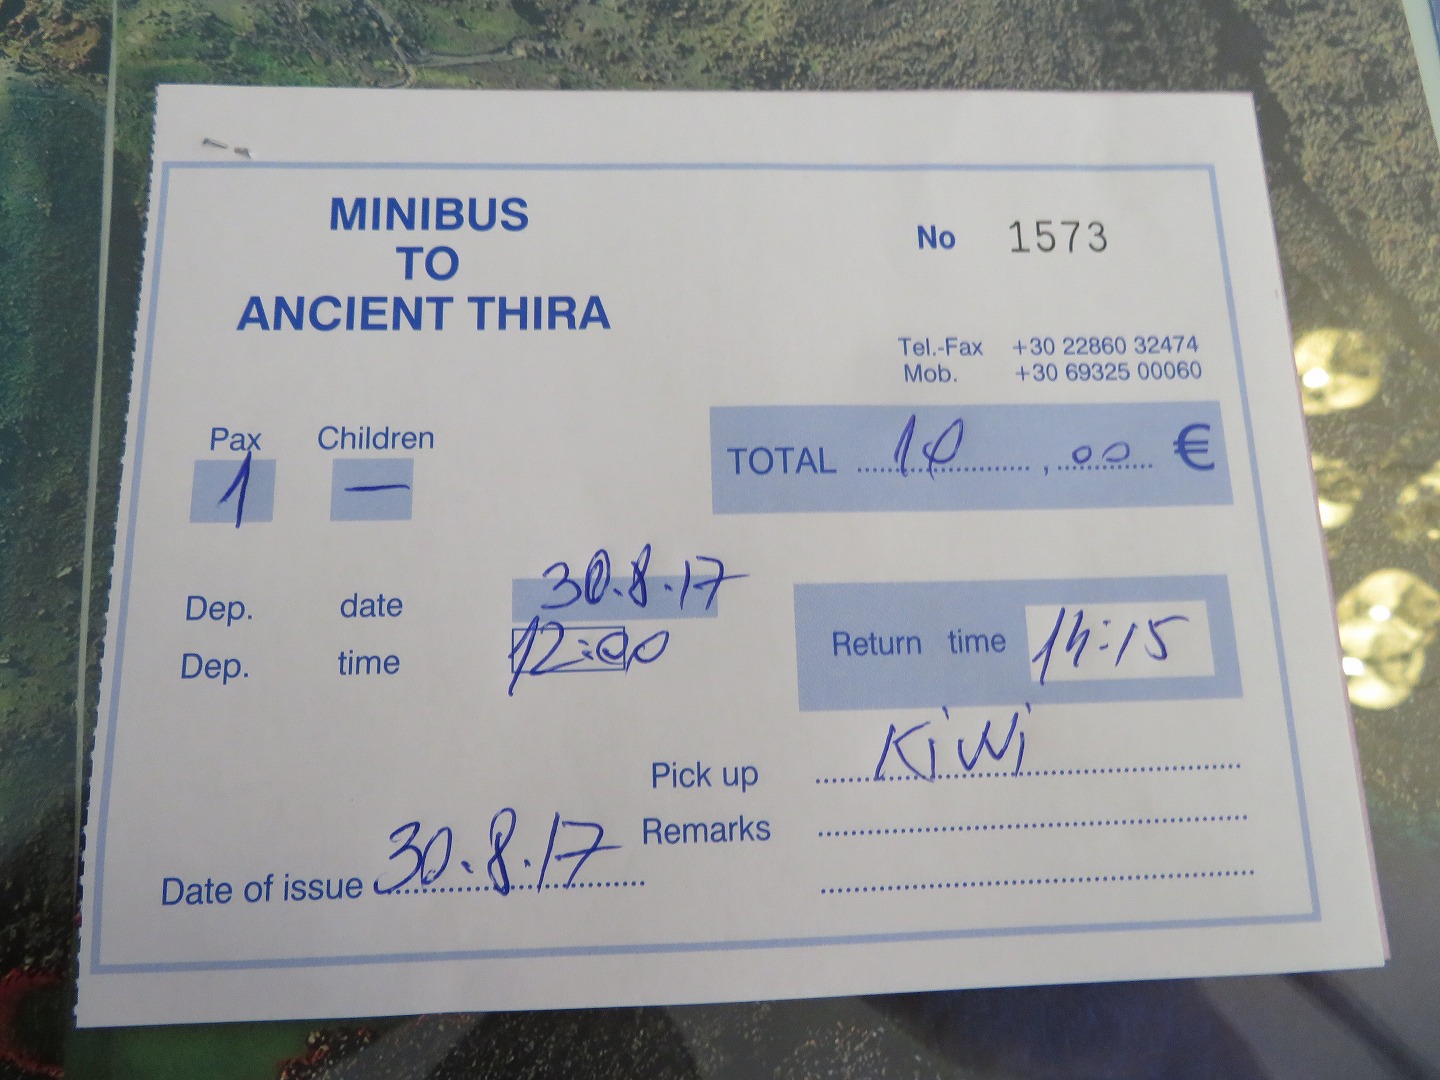 MINIBUS
TO
ANCIENT THIRA
No 1573
Tel.-Fax +30 22860 32474
Mob. +30 69325 00060
Pax Children
1 —
TOTAL 10,00 €
Dep. date 30.8.17
Dep. time 12:00
Return time 14:15
Pick up Kiwi
Remarks
Date of issue 30.8.17